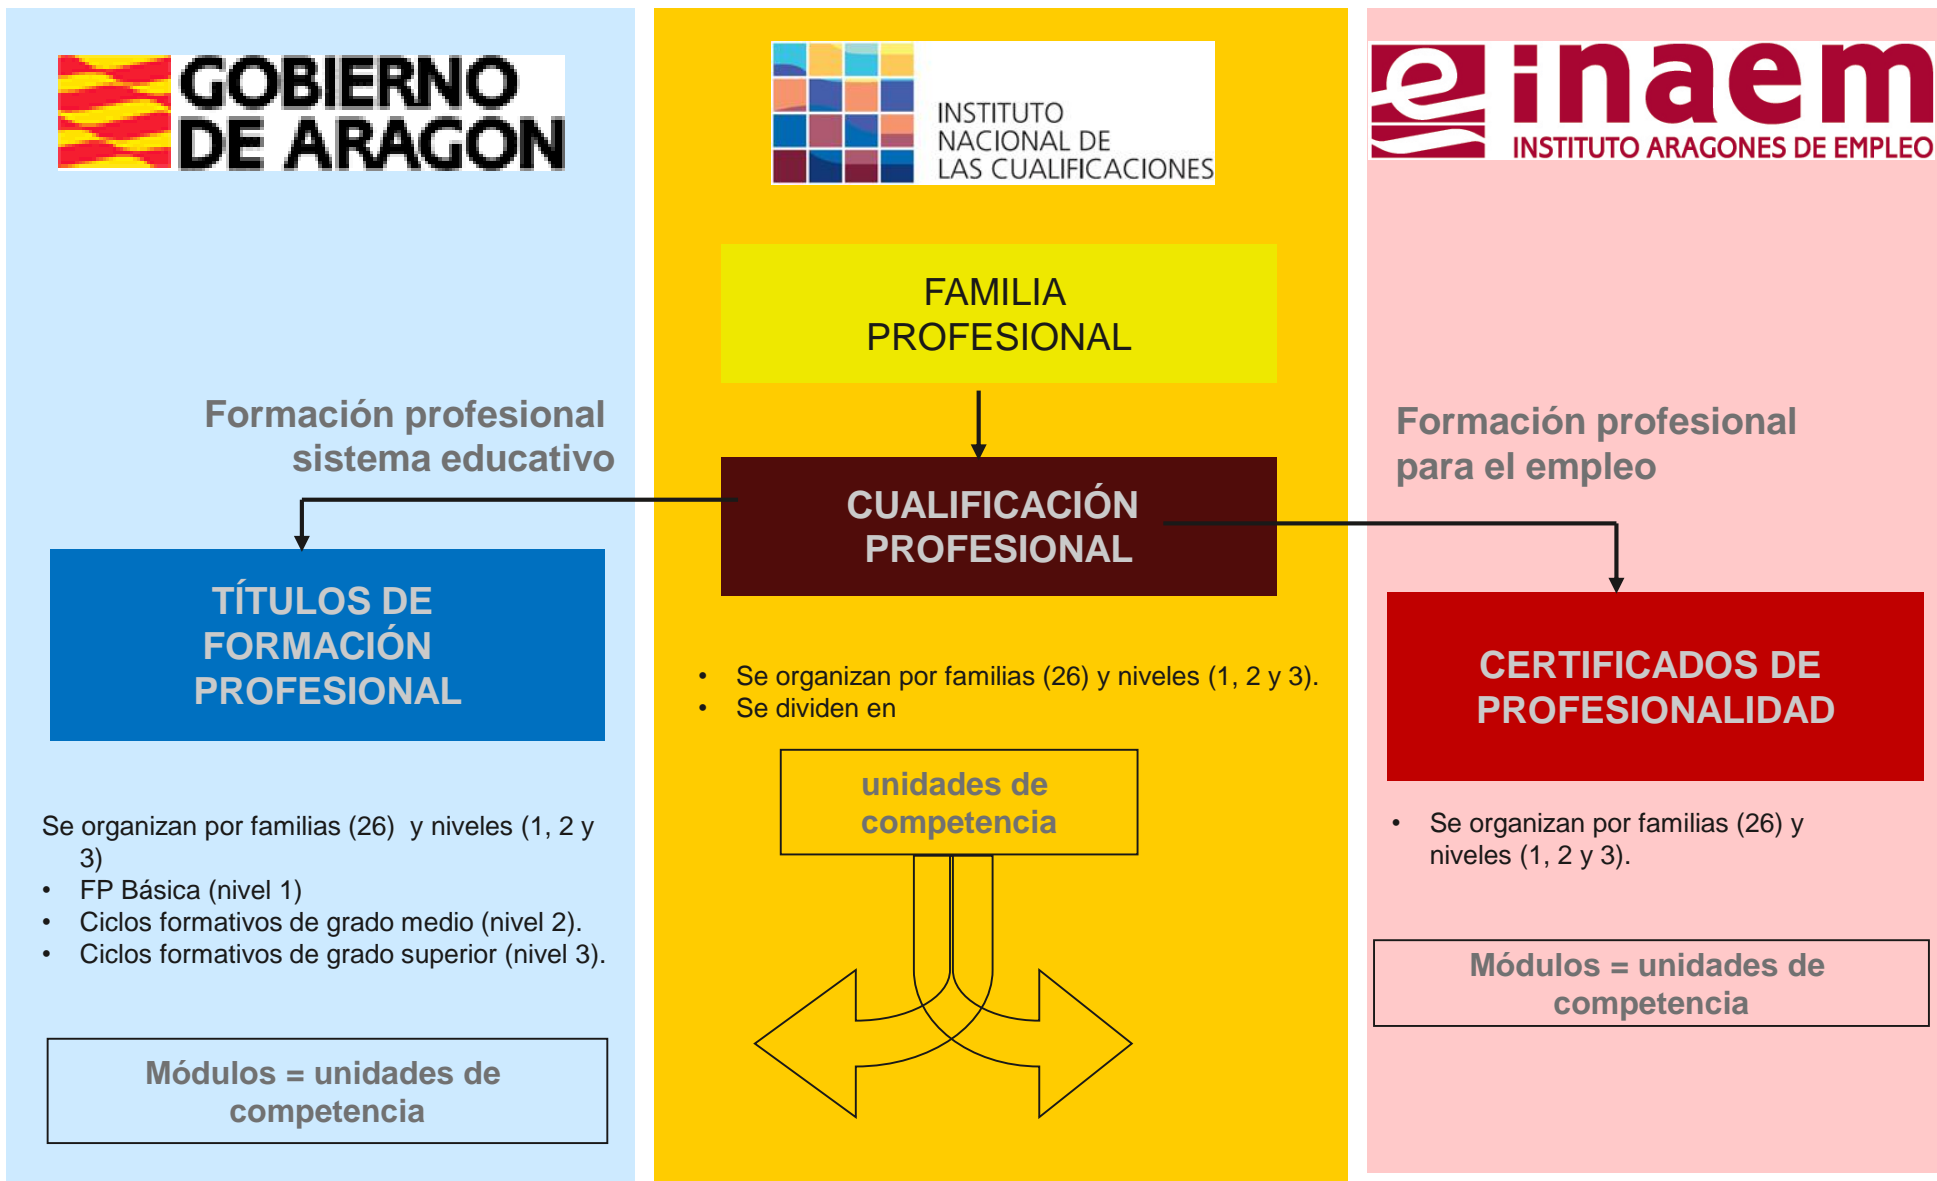 GOBIERNO
DE ARAGON
Formación profesional
sistema educativo
TÍTULOS DE
FORMACIÓN
PROFESIONAL
Se organizan por familias (26) y niveles (1, 2 y
3)
• FP Básica (nivel 1)
• Ciclos formativos de grado medio (nivel 2).
• Ciclos formativos de grado superior (nivel 3).
Módulos = unidades de
competencia
INSTITUTO
NACIONAL DE
LAS CUALIFICACIONES
FAMILIA
PROFESIONAL
CUALIFICACIÓN
PROFESIONAL
• Se organizan por familias (26) y niveles (1, 2 y 3).
• Se dividen en
unidades de
competencia
e inaem
INSTITUTO ARAGONES DE EMPLEO
Formación profesional
para el empleo
CERTIFICADOS DE
PROFESIONALIDAD
• Se organizan por familias (26) y
niveles (1, 2 y 3).
Módulos = unidades de
competencia